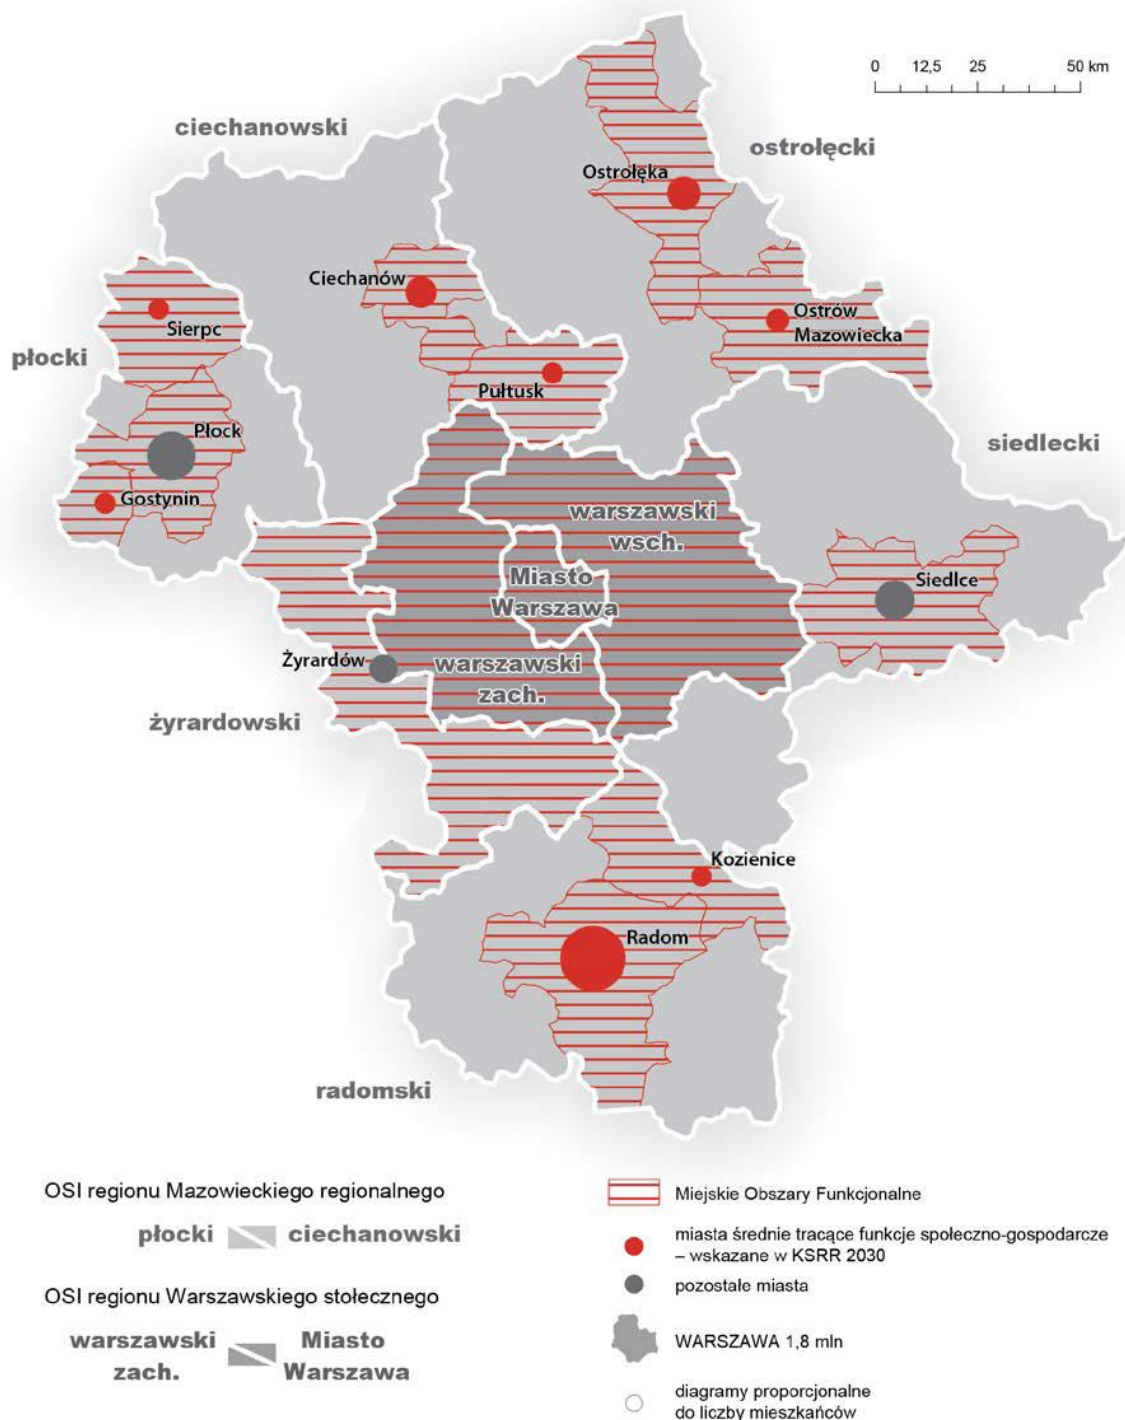 0 12,5 25 50 km
ciechanowski
ostrołęcki
Ostrołęka
Ciechanów
Sierpc
Ostrów
Mazowiecka
płocki
Pułtusk
Płock
siedlecki
Gostynin
warszawski
wsch.
Miasto
Warszawa
Siedlce
Żyrardów
warszawski
zach.
żyrardowski
Kozienice
Radom
radomski
OSI regionu Mazowieckiego regionalnego
płocki ciechanowski
OSI regionu Warszawskiego stołecznego
warszawski
zach.
Miasto
Warszawa
Miejskie Obszary Funkcjonalne
miasta średnie tracące funkcje społeczno-gospodarcze
– wskazane w KSRR 2030
pozostałe miasta
WARSZAWA 1,8 mln
diagramy proporcjonalne
do liczby mieszkańców